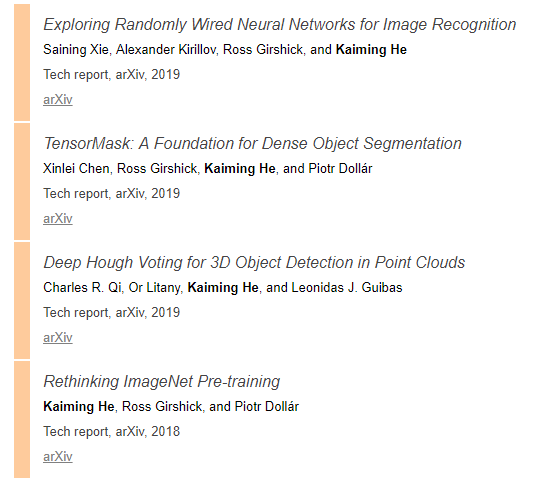 Exploring Randomly Wired Neural Networks for Image Recognition
Saining Xie, Alexander Kirillov, Ross Girshick, and Kaiming He
Tech report, arXiv, 2019
arXiv
TensorMask: A Foundation for Dense Object Segmentation
Xinlei Chen, Ross Girshick, Kaiming He, and Piotr Dollár
Tech report, arXiv, 2019
arXiv
Deep Hough Voting for 3D Object Detection in Point Clouds
Charles R. Qi, Or Litany, Kaiming He, and Leonidas J. Guibas
Tech report, arXiv, 2019
arXiv
Rethinking ImageNet Pre-training
Kaiming He, Ross Girshick, and Piotr Dollár
Tech report, arXiv, 2018
arXiv